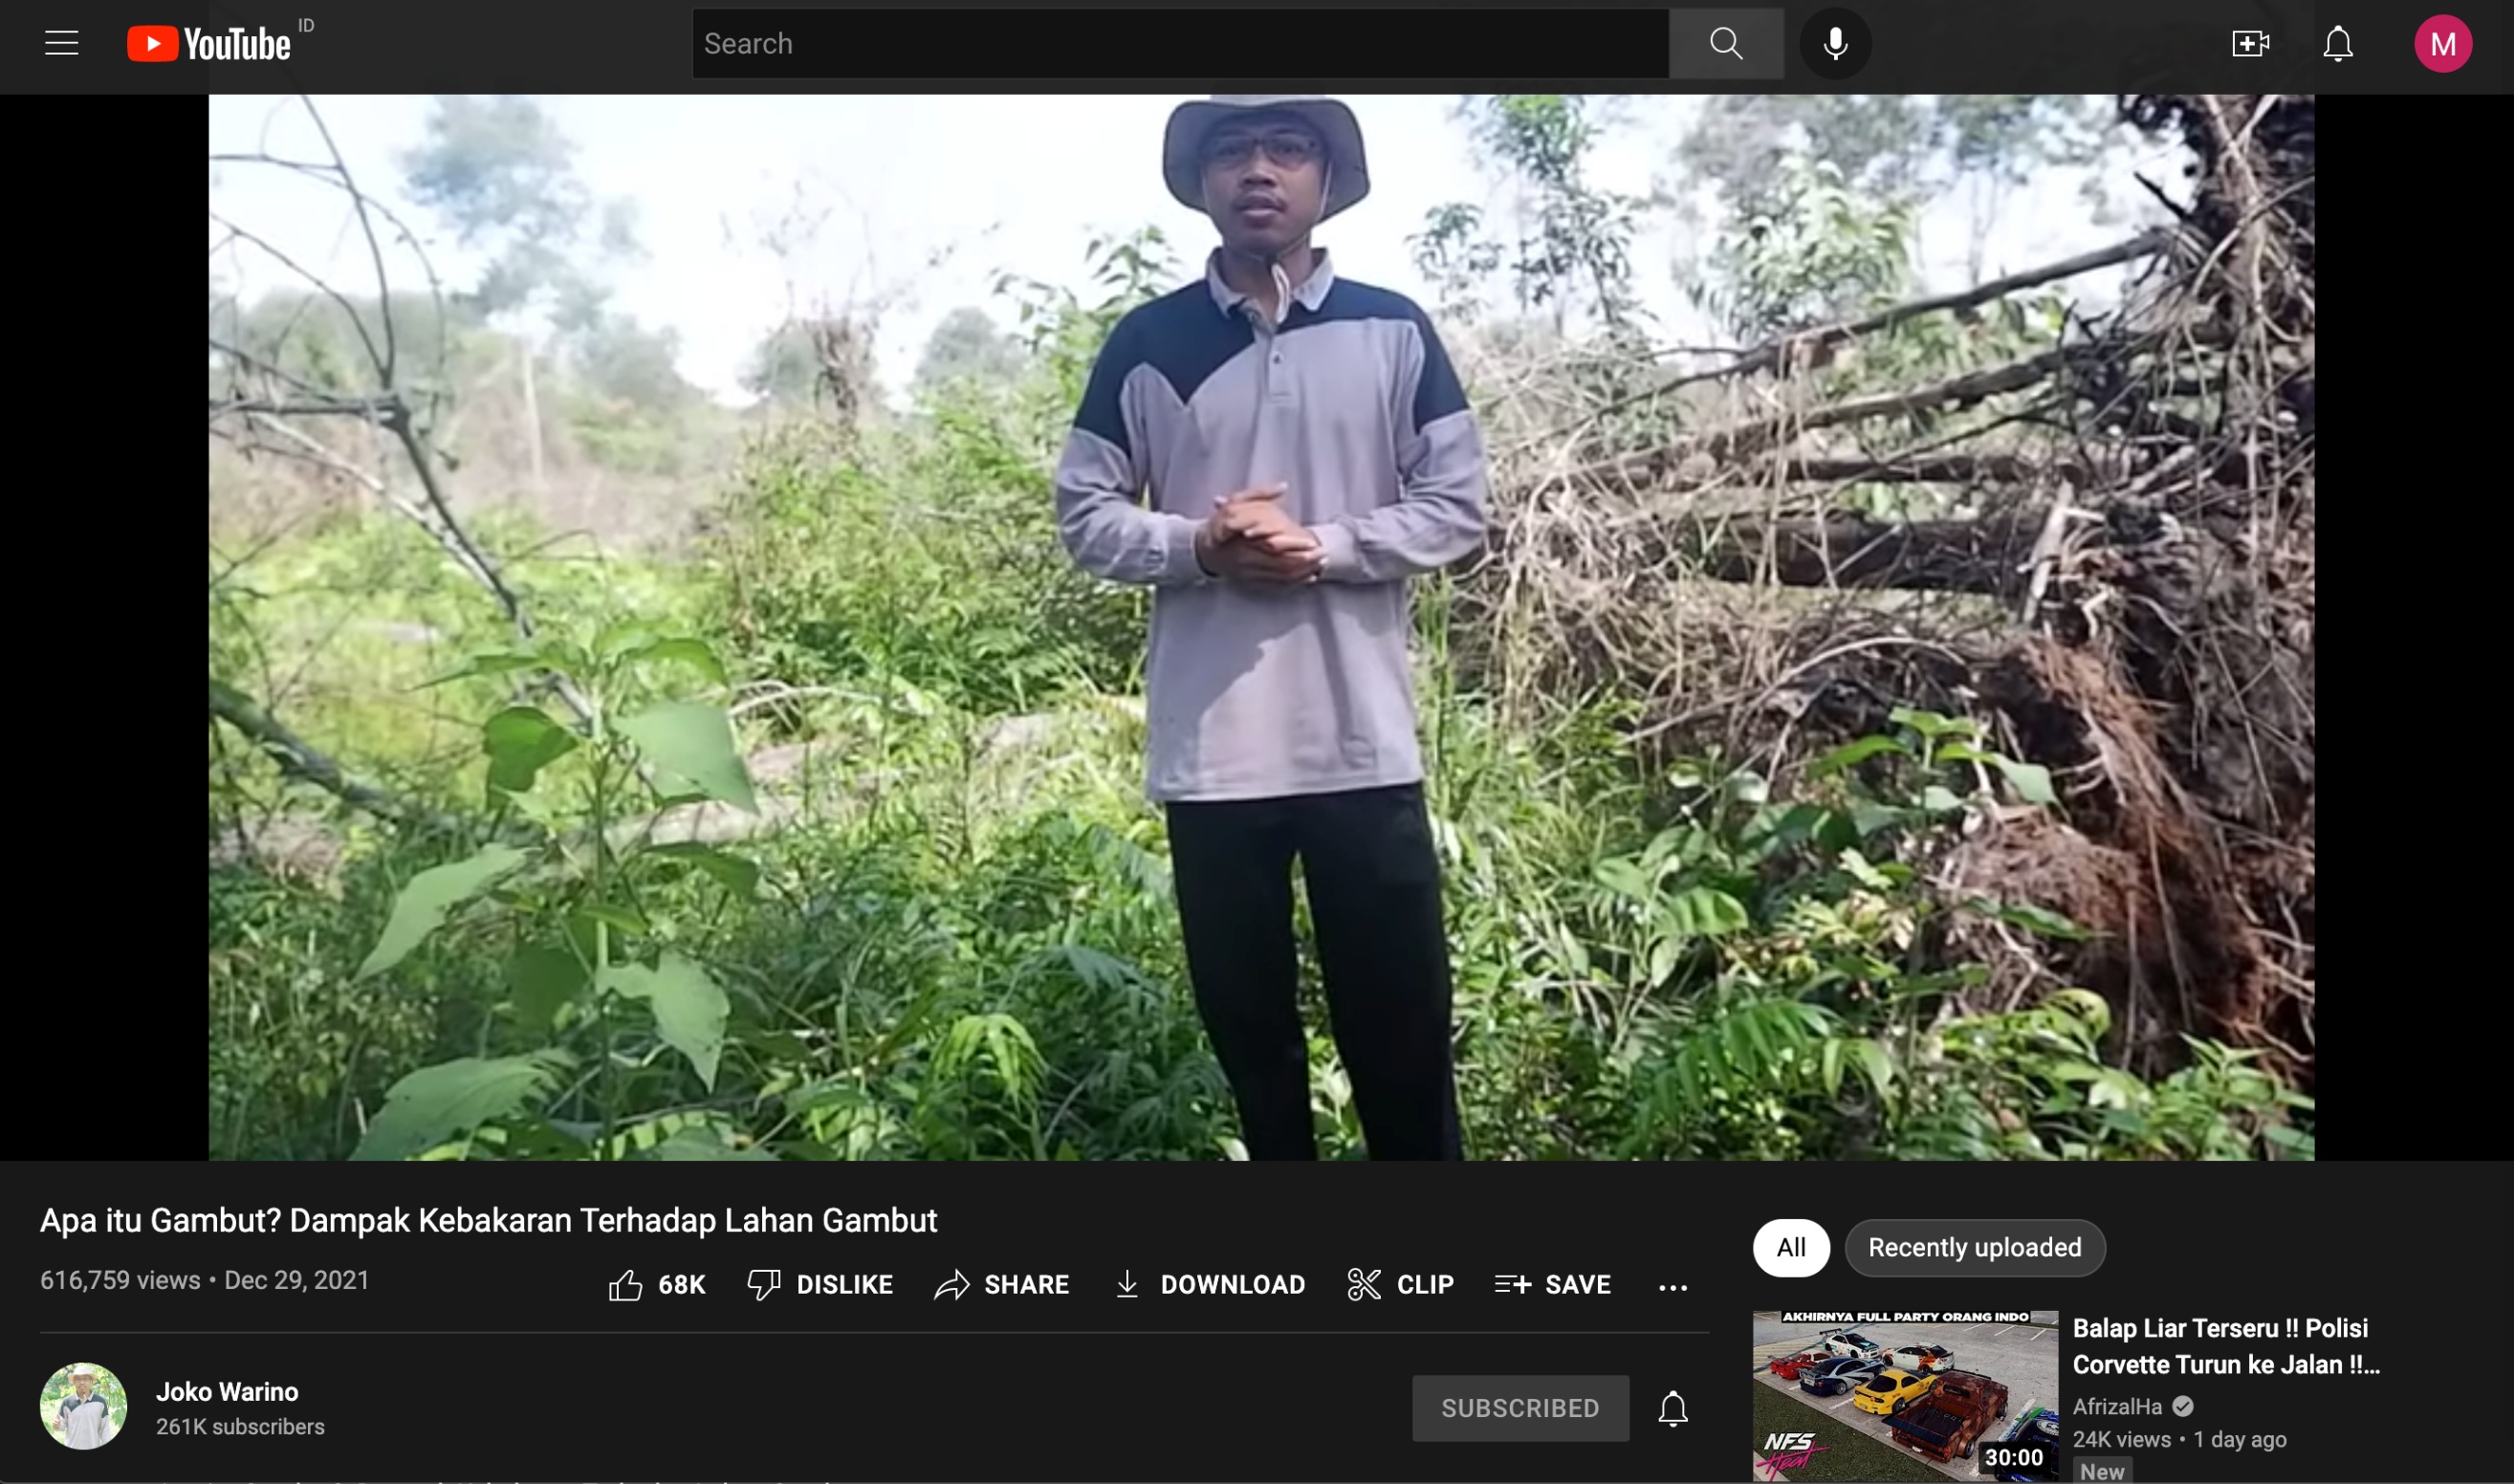 YouTube ID
Search
M
Apa itu Gambut? Dampak Kebakaran Terhadap Lahan Gambut
616,759 views • Dec 29, 2021
68K
DISLIKE
SHARE
DOWNLOAD
CLIP
SAVE
Joko Warino
261K subscribers
SUBSCRIBED
All
Recently uploaded
AKHIRNYA FULL PARTY ORANG INDO
NFS
Heat
30:00
Balap Liar Terseru !! Polisi
Corvette Turun ke Jalan !!...
AfrizalHa
24K views • 1 day ago
New